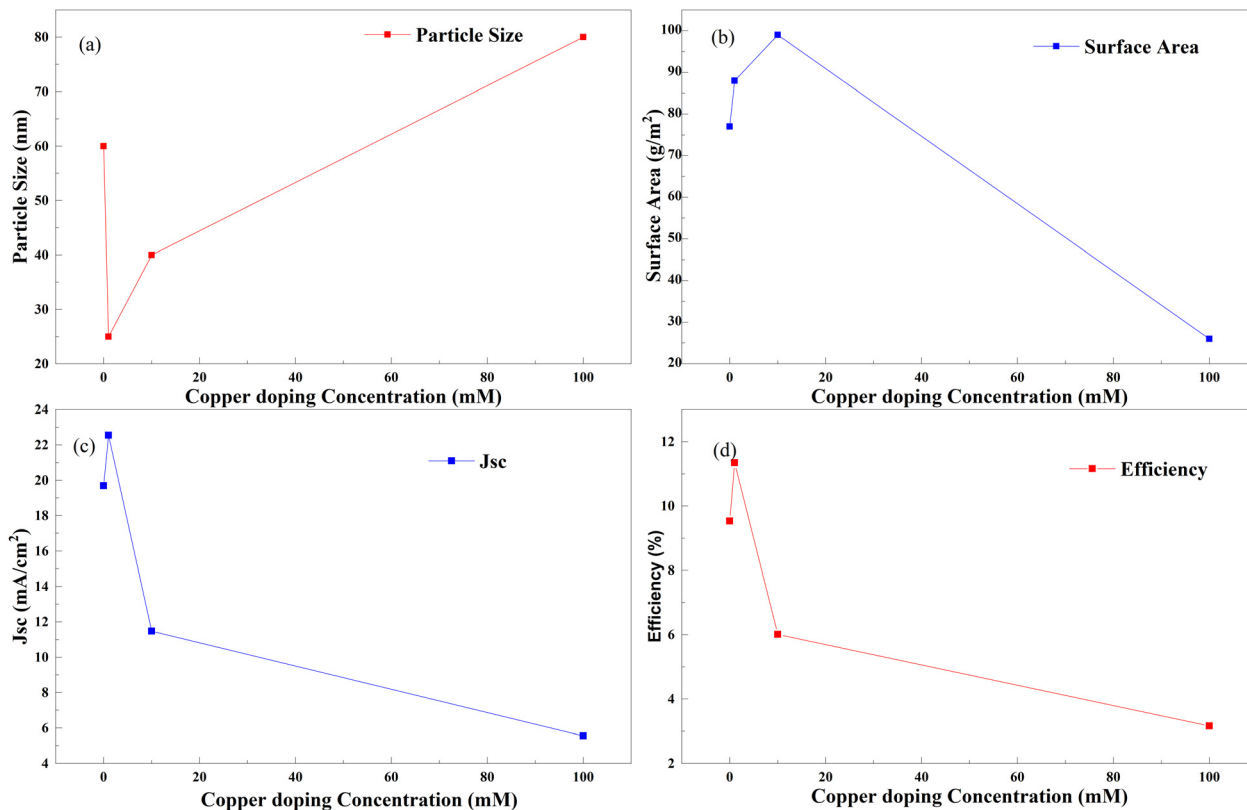 (a)
Particle Size
Particle Size (nm)
80
70
60
50
40
30
20
0 20 40 60 80 100
Copper doping Concentration (mM)
(b)
Surface Area
Surface Area (g/m²)
100
90
80
70
60
50
40
30
20
0 20 40 60 80 100
Copper doping Concentration (mM)
(c)
Jsc
Jsc (mA/cm²)
24
22
20
18
16
14
12
10
8
6
4
0 20 40 60 80 100
Copper doping Concentration (mM)
(d)
Efficiency
Efficiency (%)
12
10
8
6
4
2
0 20 40 60 80 100
Copper doping Concentration (mM)